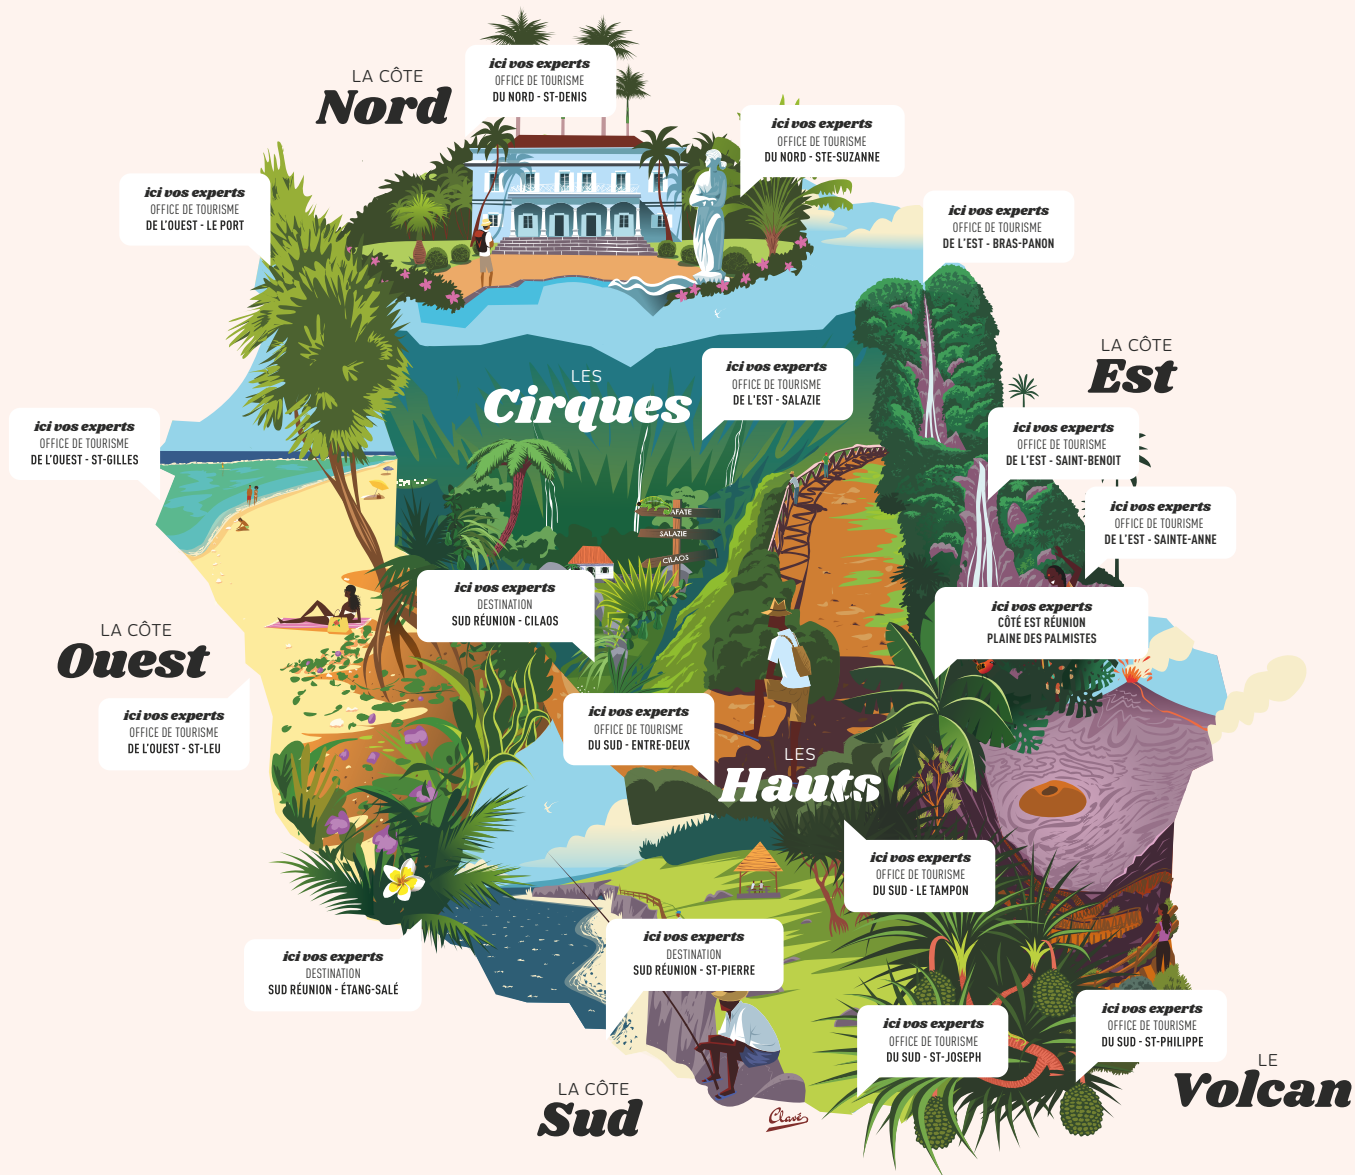 LA CÔTE
Nord
ici vos experts
OFFICE DE TOURISME
DU NORD - ST-DENIS
ici vos experts
OFFICE DE TOURISME
DU NORD - STE-SUZANNE
ici vos experts
OFFICE DE TOURISME
DE L'OUEST - LE PORT
ici vos experts
OFFICE DE TOURISME
DE L'EST - BRAS-PANON
LA CÔTE
Est
LES
Cirques
ici vos experts
OFFICE DE TOURISME
DE L'EST - SALAZIE
ici vos experts
OFFICE DE TOURISME
DE L'OUEST - ST-GILLES
ici vos experts
OFFICE DE TOURISME
DE L'EST - SAINT-BENOIT
ici vos experts
OFFICE DE TOURISME
DE L'EST - SAINTE-ANNE
AFATE
SALAZIE
CILAOS
ici vos experts
DESTINATION
SUD RÉUNION - CILAOS
ici vos experts
CÔTÉ EST RÉUNION
PLAINE DES PALMISTES
LA CÔTE
Ouest
ici vos experts
OFFICE DE TOURISME
DE L'OUEST - ST-LEU
ici vos experts
OFFICE DE TOURISME
DU SUD - ENTRE-DEUX
LES
Hauts
ici vos experts
OFFICE DE TOURISME
DU SUD - LE TAMPON
ici vos experts
DESTINATION
SUD RÉUNION - ÉTANG-SALÉ
ici vos experts
DESTINATION
SUD RÉUNION - ST-PIERRE
ici vos experts
OFFICE DE TOURISME
DU SUD - ST-JOSEPH
ici vos experts
OFFICE DE TOURISME
DU SUD - ST-PHILIPPE
LE
Volcan
LA CÔTE
Sud
Clavé